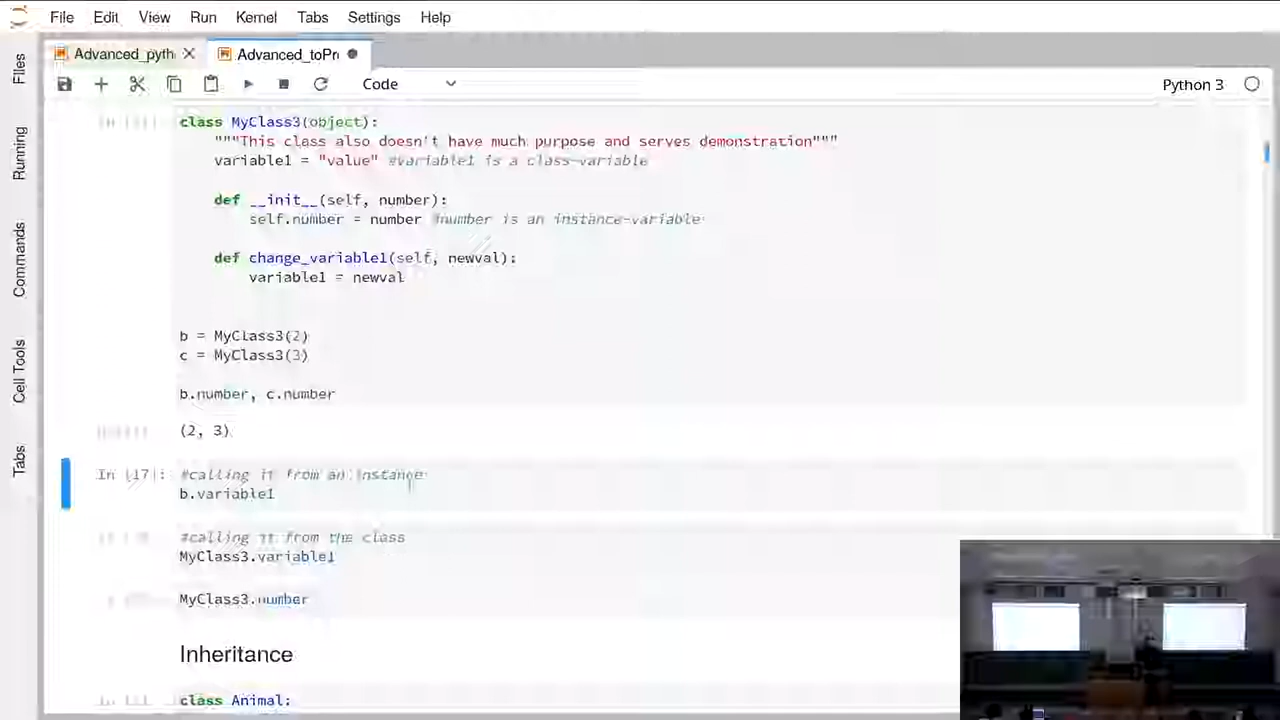 File Edit View Run Kernel Tabs Settings Help
Advanced_pyth
Advanced_toPr
Code
Python 3
Files
Running
Commands
Cell Tools
Tabs
class MyClass3(object):
"""This class also doesn't have much purpose and serves demonstration"""
variable1 = "value" #variable1 is a class-variable
def __init__(self, number):
self.number = number #number is an instance-variable
def change_variable1(self, newval):
variable1 = newval
b = MyClass3(2)
c = MyClass3(3)
b.number, c.number
(2, 3)
In [17]: #calling it from an instance
b.variable1
#calling it from the class
MyClass3.variable1
MyClass3.number
Inheritance
class Animal: